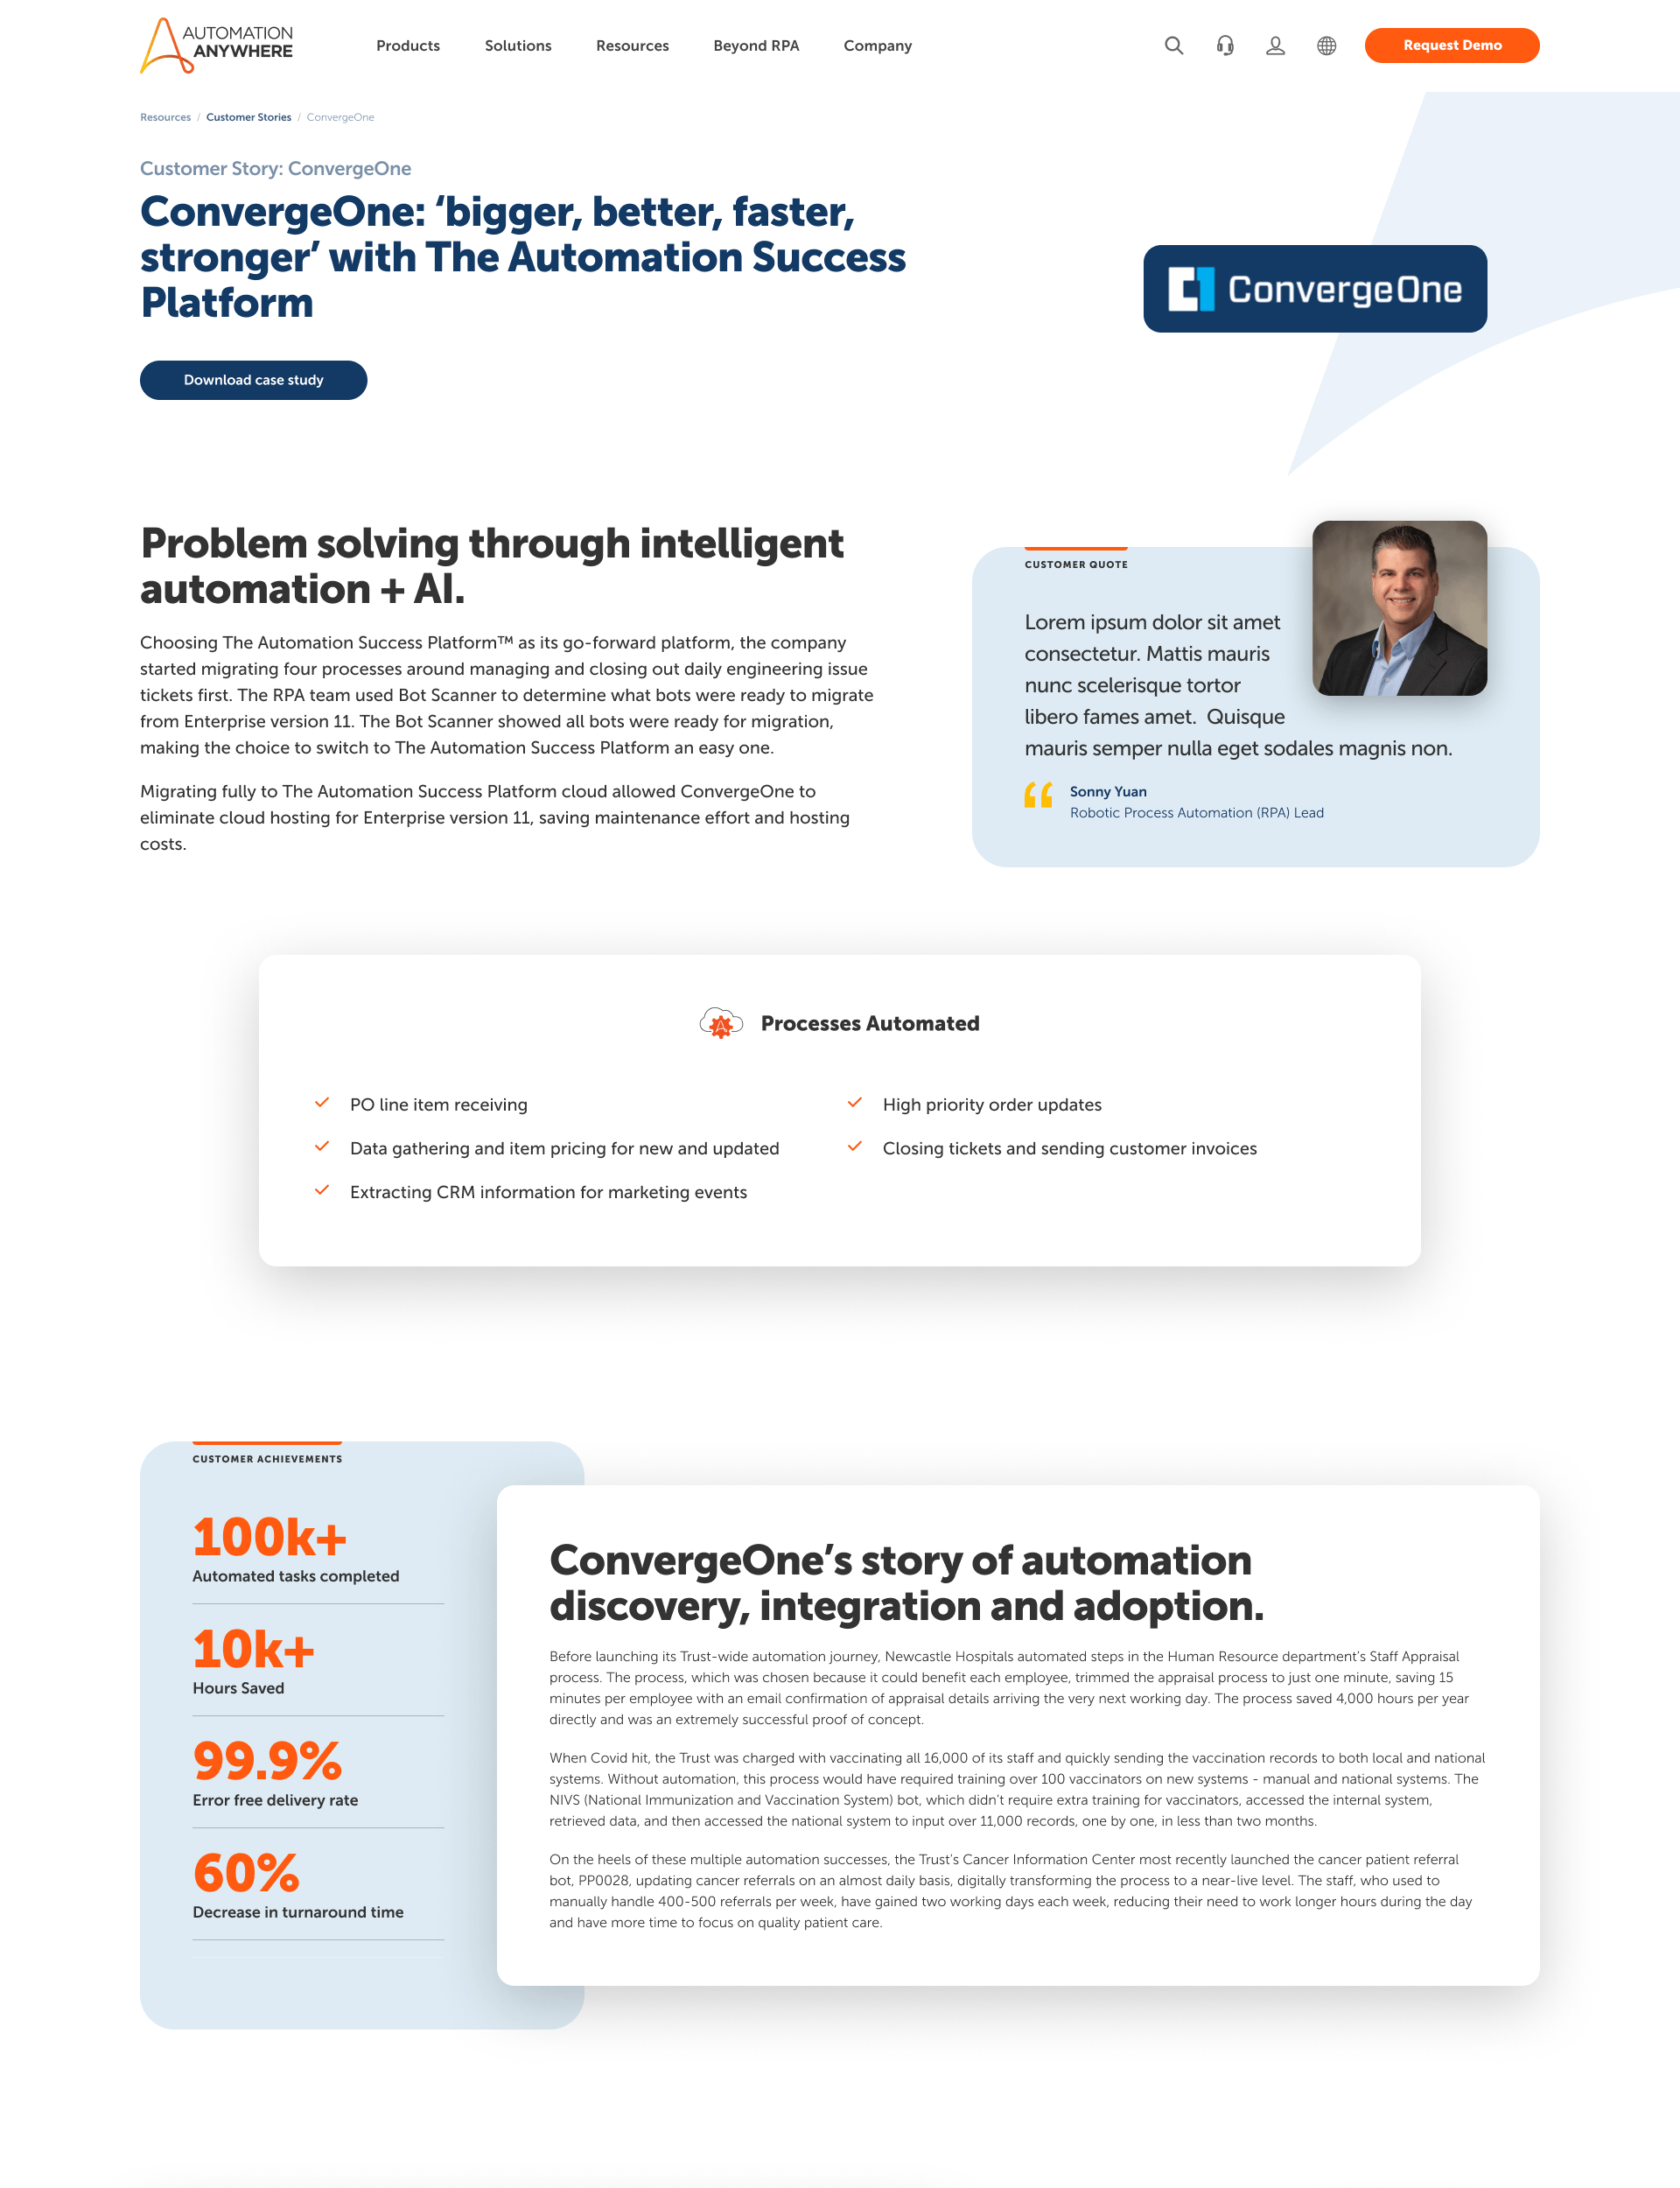 AUTOMATION
ANYWHERE
Products
Solutions
Resources
Beyond RPA
Company
Request Demo
Resources / Customer Stories / ConvergeOne
Customer Story: ConvergeOne
ConvergeOne: ‘bigger, better, faster,
stronger’ with The Automation Success
Platform
ConvergeOne
Download case study
Problem solving through intelligent
automation + AI.
Choosing The Automation Success Platform™ as its go-forward platform, the company
started migrating four processes around managing and closing out daily engineering issue
tickets first. The RPA team used Bot Scanner to determine what bots were ready to migrate
from Enterprise version 11. The Bot Scanner showed all bots were ready for migration,
making the choice to switch to The Automation Success Platform an easy one.
Migrating fully to The Automation Success Platform cloud allowed ConvergeOne to
eliminate cloud hosting for Enterprise version 11, saving maintenance effort and hosting
costs.
CUSTOMER QUOTE
Lorem ipsum dolor sit amet
consectetur. Mattis mauris
nunc scelerisque tortor
libero fames amet.  Quisque
mauris semper nulla eget sodales magnis non.
Sonny Yuan
Robotic Process Automation (RPA) Lead
Processes Automated
PO line item receiving
Data gathering and item pricing for new and updated
Extracting CRM information for marketing events
High priority order updates
Closing tickets and sending customer invoices
CUSTOMER ACHIEVEMENTS
100k+
Automated tasks completed
10k+
Hours Saved
99.9%
Error free delivery rate
60%
Decrease in turnaround time
ConvergeOne’s story of automation
discovery, integration and adoption.
Before launching its Trust-wide automation journey, Newcastle Hospitals automated steps in the Human Resource department’s Staff Appraisal
process. The process, which was chosen because it could benefit each employee, trimmed the appraisal process to just one minute, saving 15
minutes per employee with an email confirmation of appraisal details arriving the very next working day. The process saved 4,000 hours per year
directly and was an extremely successful proof of concept.
When Covid hit, the Trust was charged with vaccinating all 16,000 of its staff and quickly sending the vaccination records to both local and national
systems. Without automation, this process would have required training over 100 vaccinators on new systems - manual and national systems. The
NIVS (National Immunization and Vaccination System) bot, which didn’t require extra training for vaccinators, accessed the internal system,
retrieved data, and then accessed the national system to input over 11,000 records, one by one, in less than two months.
On the heels of these multiple automation successes, the Trust’s Cancer Information Center most recently launched the cancer patient referral
bot, PP0028, updating cancer referrals on an almost daily basis, digitally transforming the process to a near-live level. The staff, who used to
manually handle 400-500 referrals per week, have gained two working days each week, reducing their need to work longer hours during the day
and have more time to focus on quality patient care.